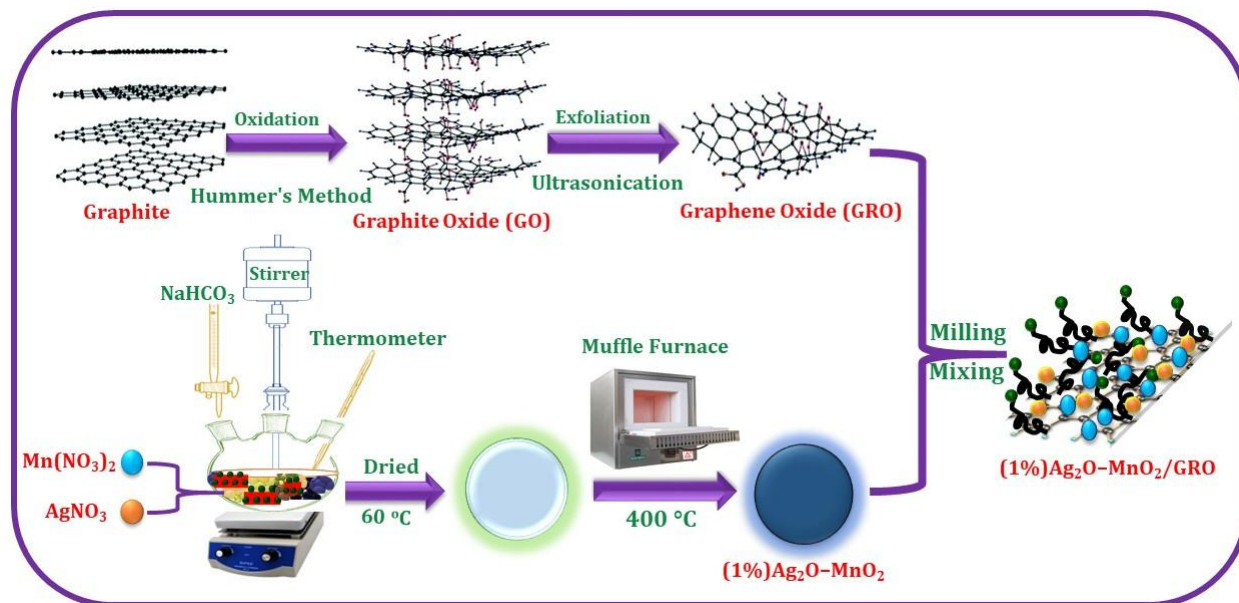 Oxidation
Exfoliation
Hummer's Method
Ultrasonication
Graphite
Graphite Oxide (GO)
Graphene Oxide (GRO)
Stirrer
NaHCO₃
Thermometer
Muffle Furnace
Milling
Mixing
Mn(NO₃)₂
AgNO₃
Dried
60 °C
400 °C
(1%)Ag₂O–MnO₂
(1%)Ag₂O–MnO₂/GRO